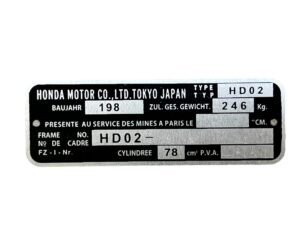 HONDA MOTOR CO.,LTD. TOKYO JAPAN TYPE TYP HD02
BAUJAHR 198 ZUL. GES. GEWICHT. 246 Kg.
PRESENTE AU SERVICE DES MINES A PARIS LE "CM.
FRAME NO.
Nº DE CADRE HD02-
FZ - I - Nr. CYLINDREE 78 cm³ P.V.A.